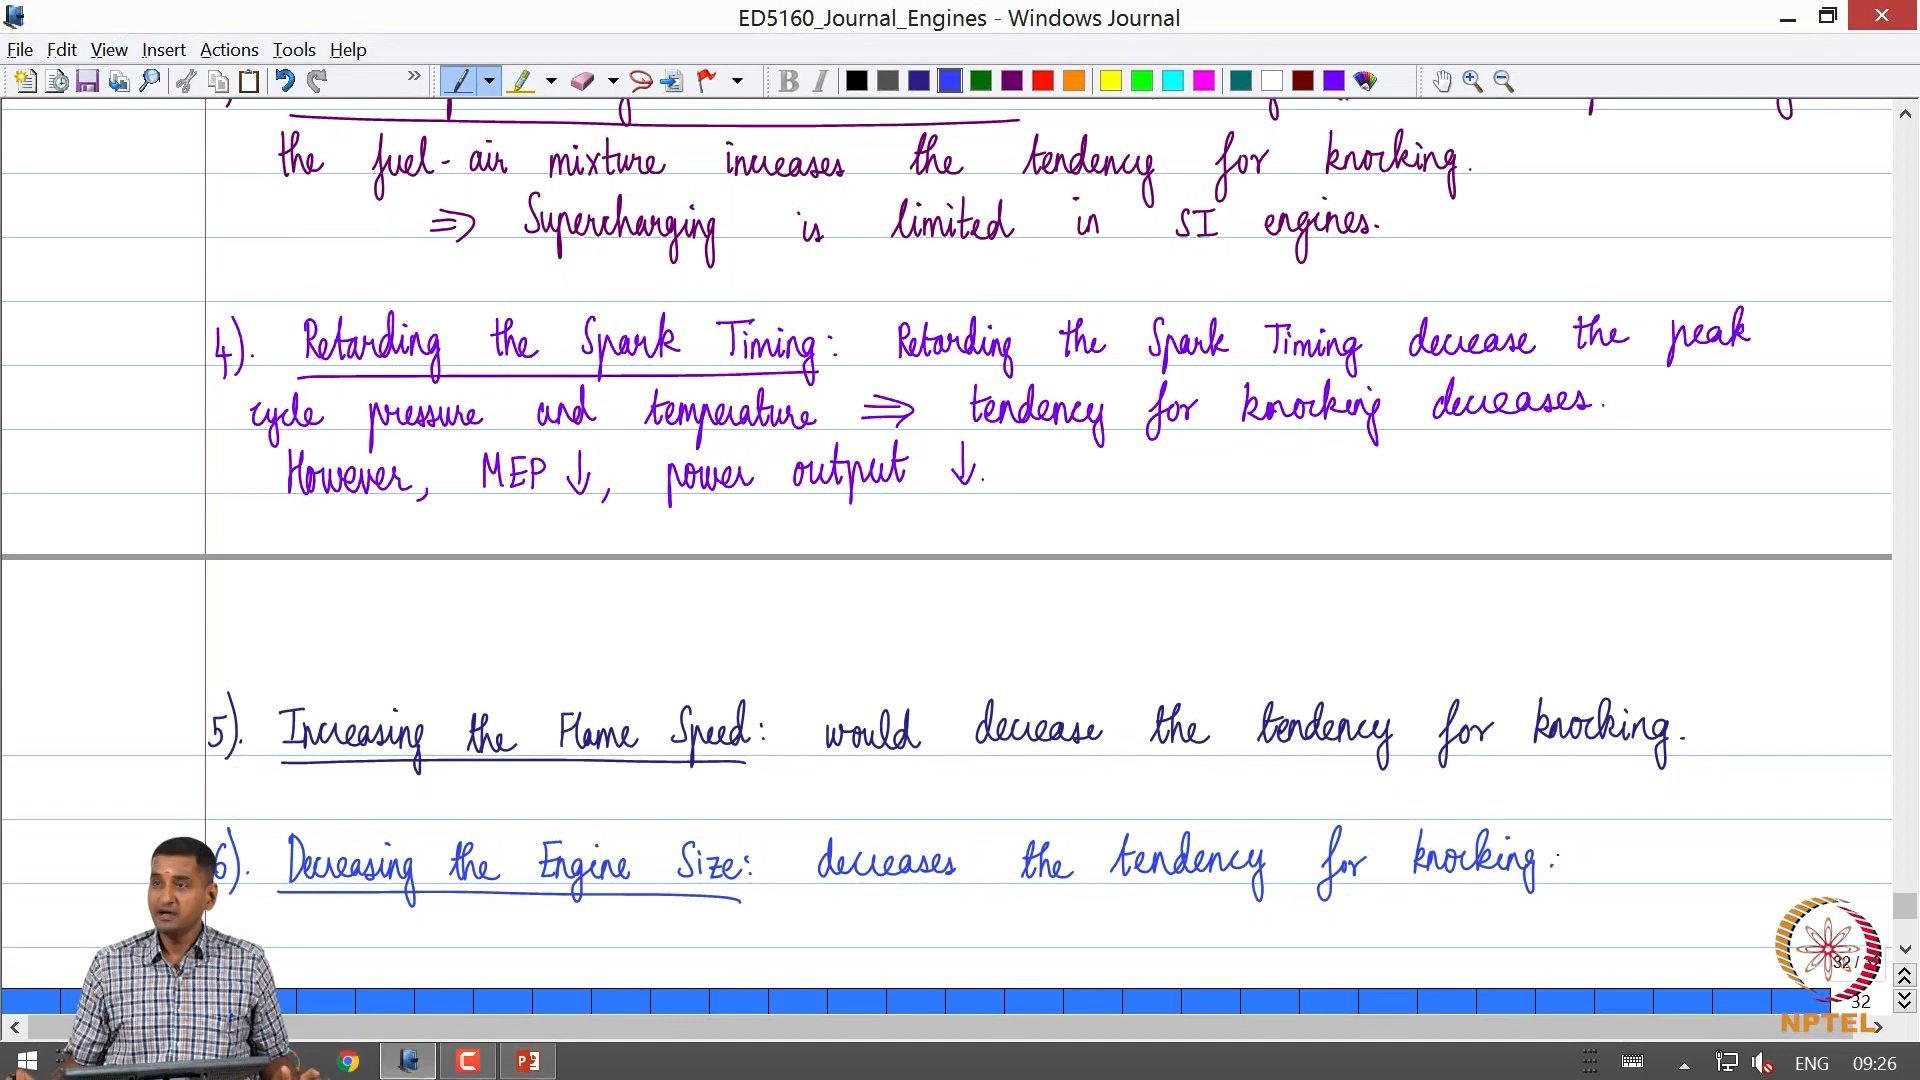 ED5160_Journal_Engines - Windows Journal
File Edit View Insert Actions Tools Help
the fuel-air mixture increases the tendency for knocking.
⇒ Supercharging is limited in SI engines.
4). Retarding the Spark Timing: Retarding the Spark Timing decrease the peak
cycle pressure and temperature ⇒ tendency for knocking decreases.
However, MEP ↓, power output ↓.
5). Increasing the Flame Speed: would decrease the tendency for knocking.
6). Decreasing the Engine Size: decreases the tendency for knocking.
32 /
32
NPTEL
ENG 09:26